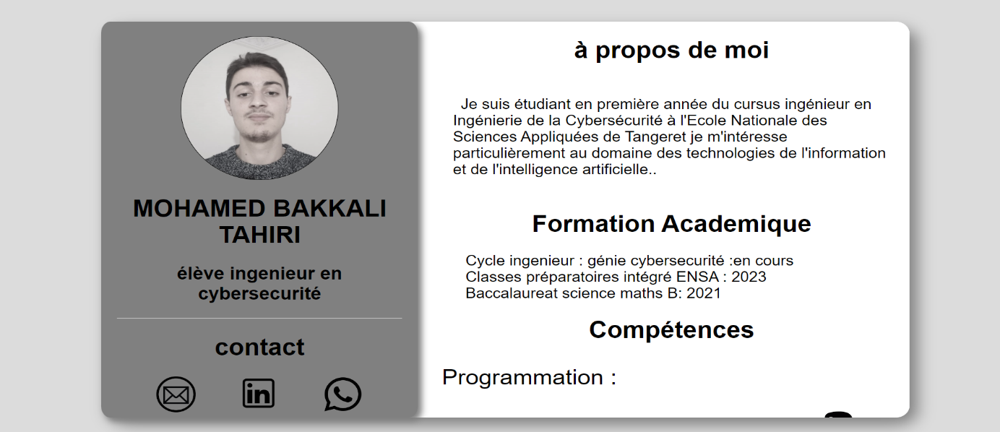 MOHAMED BAKKALI
TAHIRI
élève ingenieur en
cybersecurité
contact
in
à propos de moi
Je suis étudiant en première année du cursus ingénieur en
Ingénierie de la Cybersécurité à l'Ecole Nationale des
Sciences Appliquées de Tangeret je m'intéresse
particulièrement au domaine des technologies de l'information
et de l'intelligence artificielle..
Formation Academique
Cycle ingenieur : génie cybersecurité :en cours
Classes préparatoires intégré ENSA : 2023
Baccalaureat science maths B: 2021
Compétences
Programmation :